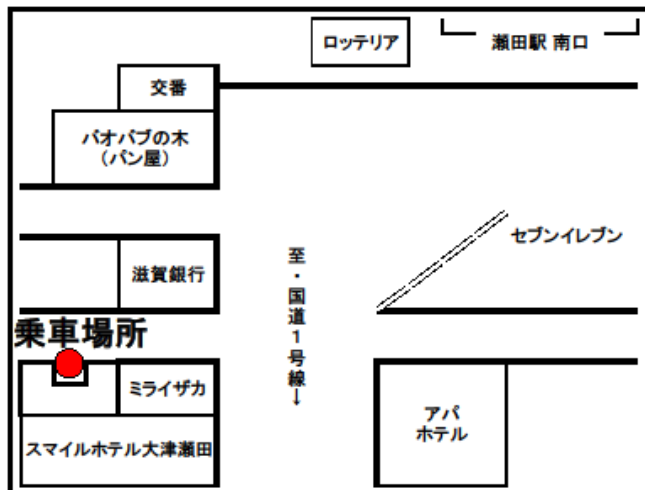 ロッテリア
瀬田駅 南口
交番
バオバブの木
（パン屋）
セブンイレブン
滋賀銀行
至・国道1号線↓
乗車場所
ミライザカ
アパ
ホテル
スマイルホテル大津瀬田